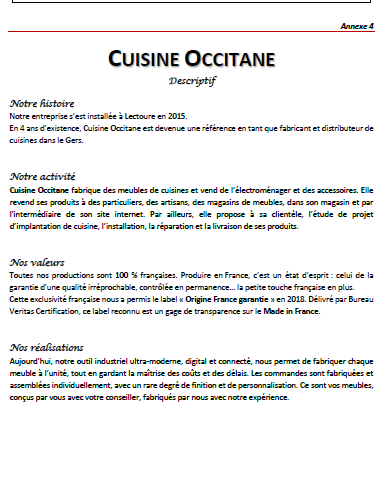 Annexe 4
CUISINE OCCITANE
Descriptif
Notre histoire
Notre entreprise s'est installée à Lectoure en 2015.
En 4 ans d'existence, Cuisine Occitane est devenue une référence en tant que fabricant et distributeur de
cuisines dans le Gers.
Notre activité
Cuisine Occitane fabrique des meubles de cuisines et vend de l'électroménager et des accessoires. Elle
revend ses produits à des particuliers, des artisans, des magasins de meubles, dans son magasin et par
l'intermédiaire de son site internet. Par ailleurs, elle propose à sa clientèle, l'étude de projet
d'implantation de cuisine, l'installation, la réparation et la livraison de ses produits.
Nos valeurs
Toutes nos productions sont 100 % françaises. Produire en France, c'est un état d'esprit : celui de la
garantie d'une qualité irréprochable, contrôlée en permanence... la petite touche française en plus.
Cette exclusivité française nous a permis le label « Origine France garantie » en 2018. Délivré par Bureau
Veritas Certification, ce label reconnu est un gage de transparence sur le Made in France.
Nos réalisations
Aujourd'hui, notre outil industriel ultra-moderne, digital et connecté, nous permet de fabriquer chaque
meuble à l'unité, tout en gardant la maîtrise des coûts et des délais. Les commandes sont fabriquées et
assemblées individuellement, avec un rare degré de finition et de personnalisation. Ce sont vos meubles,
conçus par vous avec votre conseiller, fabriqués par nous avec notre expérience.